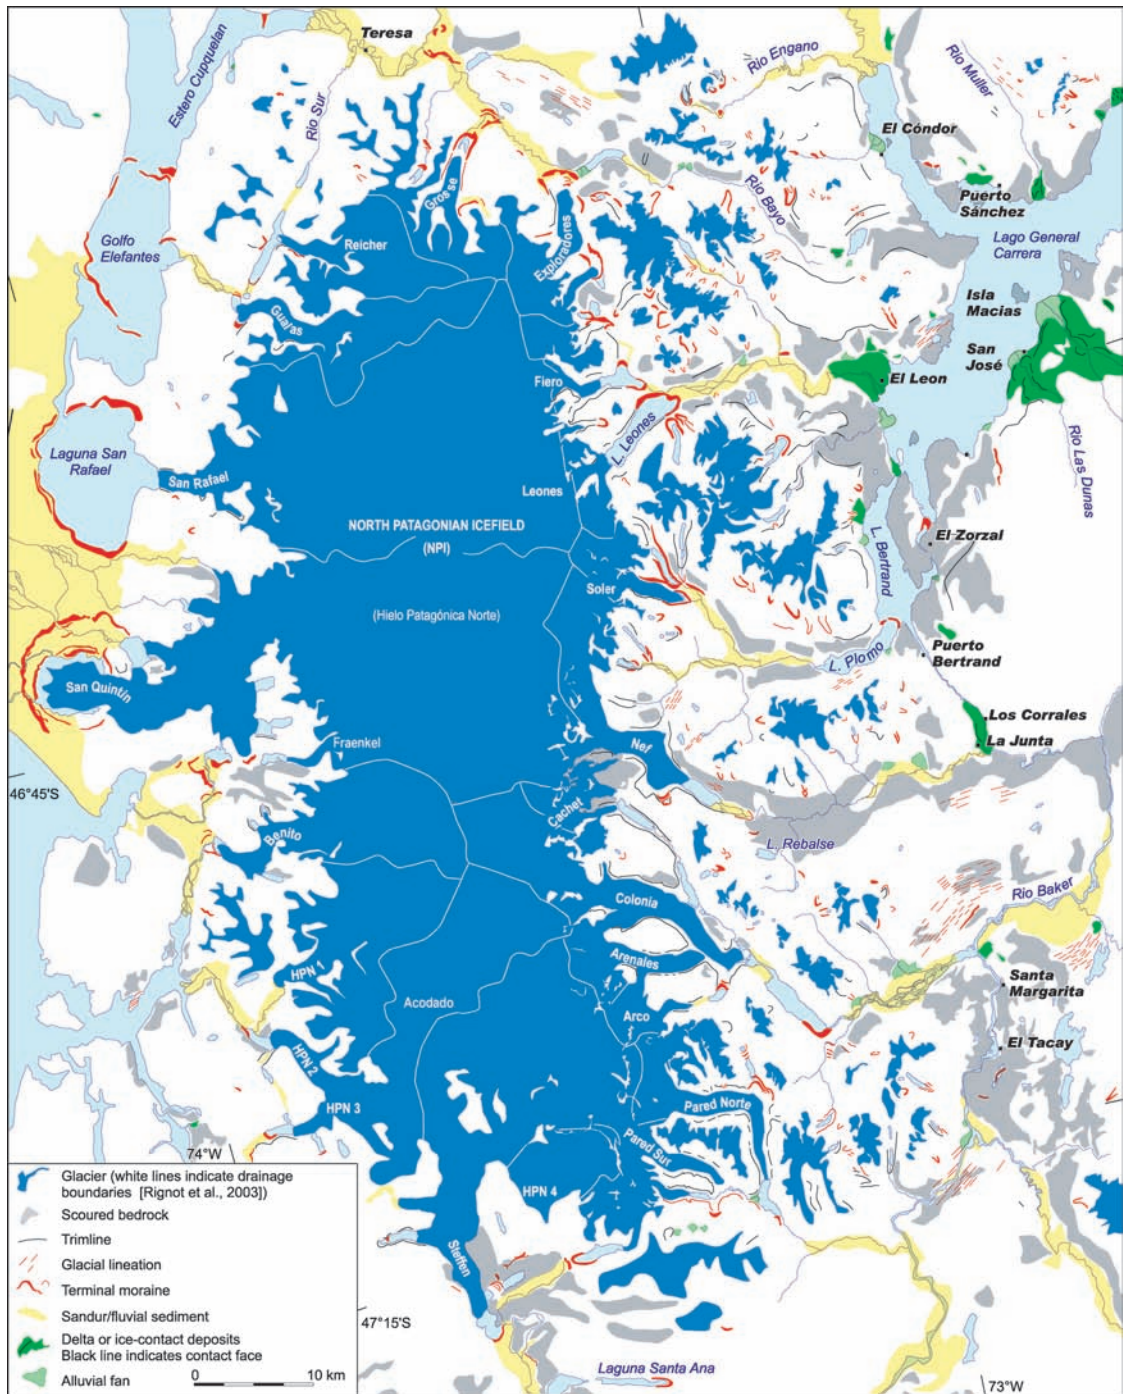 Teresa
Estero Cupquelan
Rio Sur
Rio Engano
Rio Muller
El Cóndor
Grosse
Puerto
Sánchez
Rio Bayo
Golfo
Elefantes
Reicher
Exploradores
Lago General
Carrera
Gualas
Isla
Macias
San
José
Fiero
El Leon
L. Leones
Laguna San
Rafael
San Rafael
Leones
Rio Las Dunas
NORTH PATAGONIAN ICEFIELD
(NPI)
El Zorzal
L. Bertrand
Soler
(Hielo Patagónica Norte)
Puerto
Bertrand
L. Plomo
San Quintín
Los Corrales
La Junta
Fraenkel
Nef
46°45'S
Cachet
Benito
L. Rebalse
Colonia
Rio Baker
Arenales
HPN 1
Santa
Margarita
Acodado
Arco
El Tacay
HPN 2
HPN 3
Pared Norte
Pared Sur
74°W
HPN 4
Steffen
Glacier (white lines indicate drainage
boundaries [Rignot et al., 2003])
Scoured bedrock
Trimline
Glacial lineation
Terminal moraine
Sandur/fluvial sediment
Delta or ice-contact deposits
Black line indicates contact face
Alluvial fan
0 10 km
47°15'S
Laguna Santa Ana
73°W